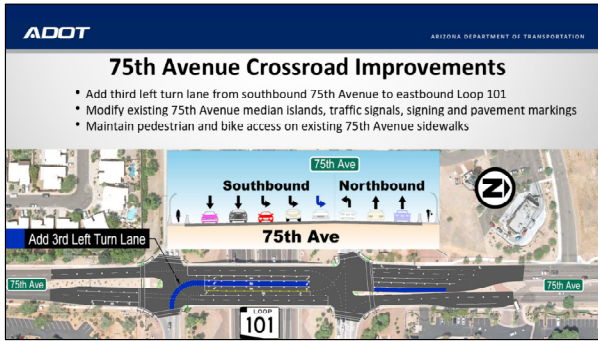 ADOT
ARIZONA DEPARTMENT OF TRANSPORTATION
75th Avenue Crossroad Improvements
• Add third left turn lane from southbound 75th Avenue to eastbound Loop 101
• Modify existing 75th Avenue median islands, traffic signals, signing and pavement markings
• Maintain pedestrian and bike access on existing 75th Avenue sidewalks
75th Ave
Southbound Northbound
75th Ave
N
Add 3rd Left Turn Lane
75th Ave
75th Ave
LOOP
101